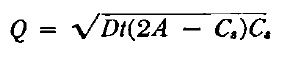 Q = √Dt(2A − Cₛ)Cₛ